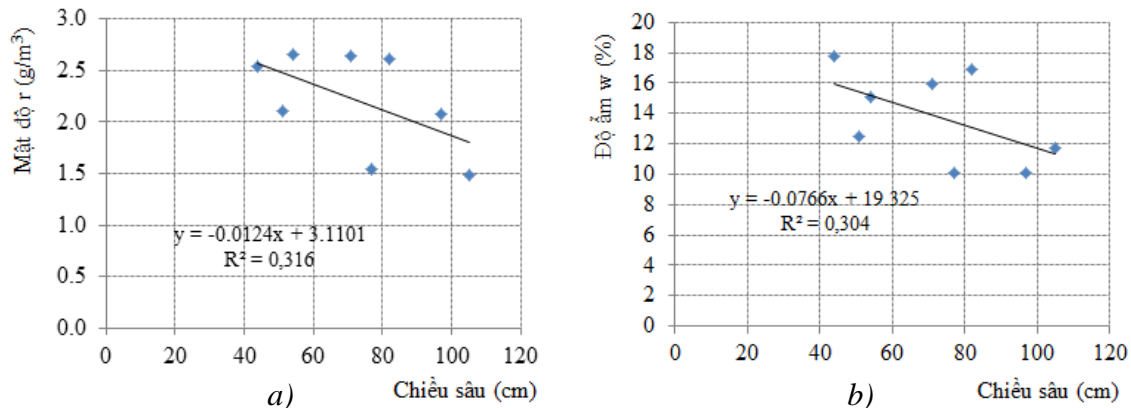 3.0
2.5
2.0
1.5
1.0
0.5
0.0
Mật độ r (g/m³)
y = -0.0124x + 3.1101
R² = 0,316
0 20 40 60 80 100 120
Chiều sâu (cm)
a)
20
18
16
14
12
10
8
6
4
2
0
Độ ẩm w (%)
y = -0.0766x + 19.325
R² = 0,304
0 20 40 60 80 100 120
Chiều sâu (cm)
b)